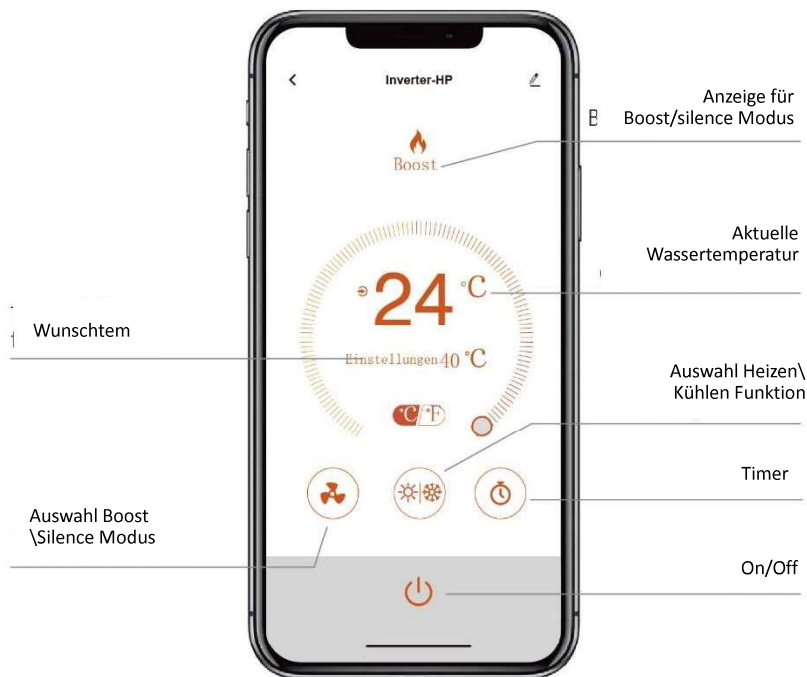 Inverter-HP
Anzeige für
Boost/silence Modus
B
Boost
Aktuelle
Wassertemperatur
24 °C
Wunschtem
Einstellungen 40 °C
Auswahl Heizen\
Kühlen Funktion
°C/°F
Timer
Auswahl Boost
\Silence Modus
On/Off